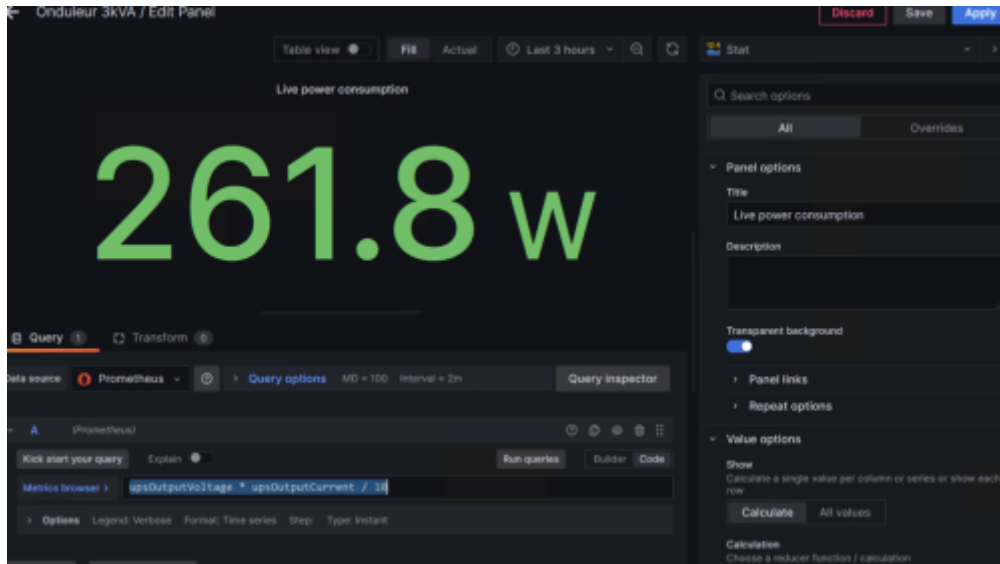 Onduleur 3kVA / Edit Panel
Discard Save Apply
Table view Fill Actual Last 3 hours
Stat
Live power consumption
261.8 W
Search options
All Overrides
Panel options
Title
Live power consumption
Description
Transparent background
Panel links
Repeat options
Value options
Show
Calculate a single value per column or series or show each
row
Calculate All values
Calculation
Choose a reducer function / calculation
Query 1 Transform 0
Data source Prometheus Query options MD = 100 Interval = 2m Query inspector
A (Prometheus)
Kick start your query Explain Run queries Builder Code
Metrics browser > upsOutputVoltage * upsOutputCurrent / 10
Options Legend: Verbose Format: Time series Step: Type: Instant